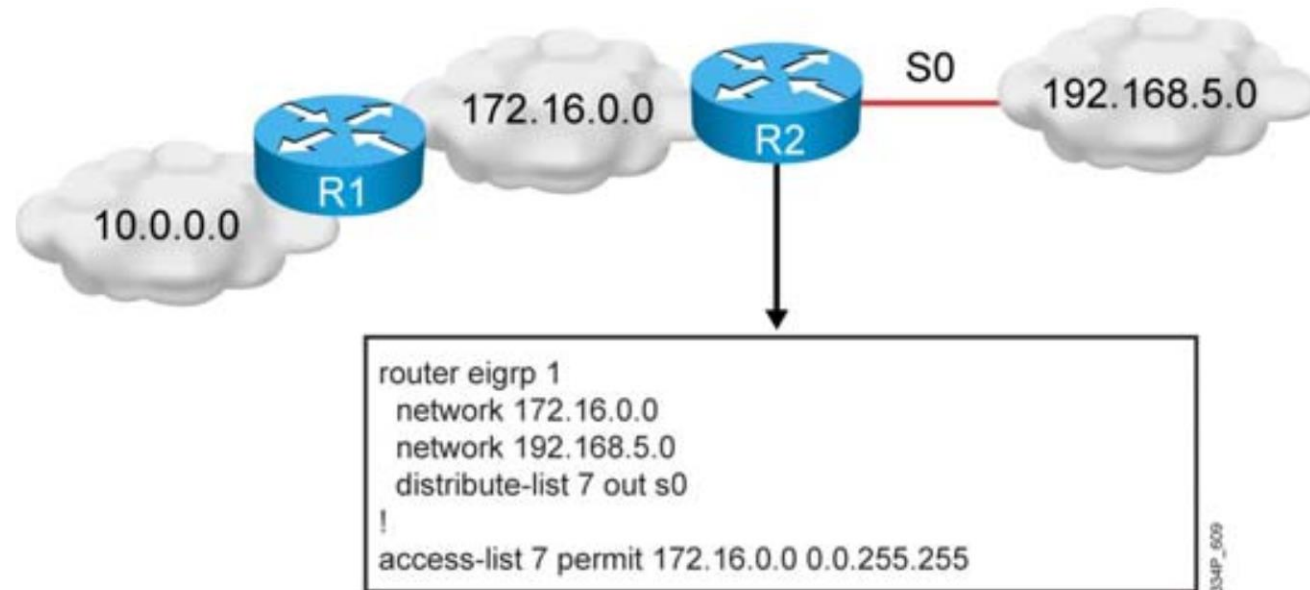 S0
172.16.0.0
192.168.5.0
R2
R1
10.0.0.0
router eigrp 1
network 172.16.0.0
network 192.168.5.0
distribute-list 7 out s0
!
access-list 7 permit 172.16.0.0 0.0.255.255
334P_609